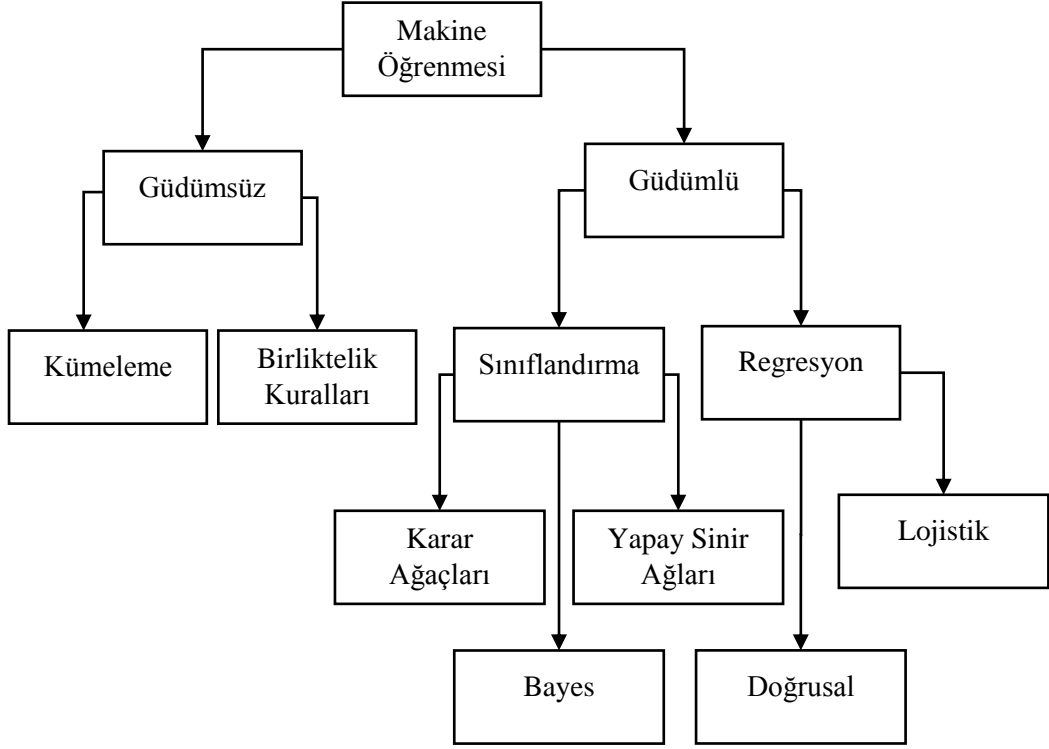 Makine
Öğrenmesi
Güdümsüz
Güdümlü
Kümeleme
Birliktelik
Kuralları
Sınıflandırma
Regresyon
Karar
Ağaçları
Yapay Sinir
Ağları
Lojistik
Bayes
Doğrusal